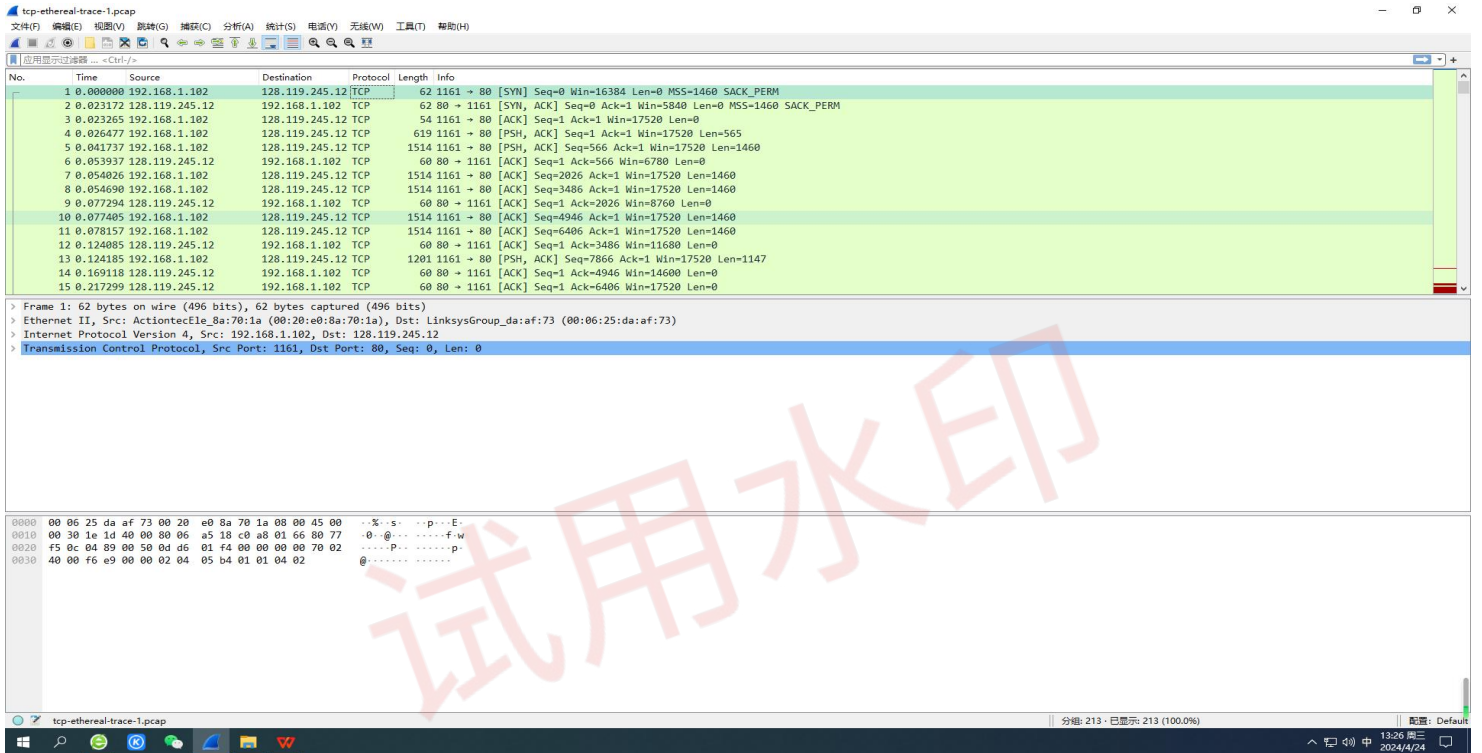 tcp-ethereal-trace-1.pcap
文件(F) 编辑(E) 视图(V) 跳转(G) 捕获(C) 分析(A) 统计(S) 电话(Y) 无线(W) 工具(T) 帮助(H)
应用显示过滤器 … <Ctrl-/>
No. Time Source Destination Protocol Length Info
1 0.000000 192.168.1.102 128.119.245.12 TCP 62 1161 → 80 [SYN] Seq=0 Win=16384 Len=0 MSS=1460 SACK_PERM
2 0.023172 128.119.245.12 192.168.1.102 TCP 62 80 → 1161 [SYN, ACK] Seq=0 Ack=1 Win=5840 Len=0 MSS=1460 SACK_PERM
3 0.023265 192.168.1.102 128.119.245.12 TCP 54 1161 → 80 [ACK] Seq=1 Ack=1 Win=17520 Len=0
4 0.026477 192.168.1.102 128.119.245.12 TCP 619 1161 → 80 [PSH, ACK] Seq=1 Ack=1 Win=17520 Len=565
5 0.041737 192.168.1.102 128.119.245.12 TCP 1514 1161 → 80 [PSH, ACK] Seq=566 Ack=1 Win=17520 Len=1460
6 0.053937 128.119.245.12 192.168.1.102 TCP 60 80 → 1161 [ACK] Seq=1 Ack=566 Win=6780 Len=0
7 0.054026 192.168.1.102 128.119.245.12 TCP 1514 1161 → 80 [ACK] Seq=2026 Ack=1 Win=17520 Len=1460
8 0.054690 192.168.1.102 128.119.245.12 TCP 1514 1161 → 80 [ACK] Seq=3486 Ack=1 Win=17520 Len=1460
9 0.077294 128.119.245.12 192.168.1.102 TCP 60 80 → 1161 [ACK] Seq=1 Ack=2026 Win=8760 Len=0
10 0.077405 192.168.1.102 128.119.245.12 TCP 1514 1161 → 80 [ACK] Seq=4946 Ack=1 Win=17520 Len=1460
11 0.078157 192.168.1.102 128.119.245.12 TCP 1514 1161 → 80 [ACK] Seq=6406 Ack=1 Win=17520 Len=1460
12 0.124085 128.119.245.12 192.168.1.102 TCP 60 80 → 1161 [ACK] Seq=1 Ack=3486 Win=11680 Len=0
13 0.124185 192.168.1.102 128.119.245.12 TCP 1201 1161 → 80 [PSH, ACK] Seq=7866 Ack=1 Win=17520 Len=1147
14 0.169118 128.119.245.12 192.168.1.102 TCP 60 80 → 1161 [ACK] Seq=1 Ack=4946 Win=14600 Len=0
15 0.217299 128.119.245.12 192.168.1.102 TCP 60 80 → 1161 [ACK] Seq=1 Ack=6406 Win=17520 Len=0
> Frame 1: 62 bytes on wire (496 bits), 62 bytes captured (496 bits)
> Ethernet II, Src: ActiontecEle_8a:70:1a (00:20:e0:8a:70:1a), Dst: LinksysGroup_da:af:73 (00:06:25:da:af:73)
> Internet Protocol Version 4, Src: 192.168.1.102, Dst: 128.119.245.12
> Transmission Control Protocol, Src Port: 1161, Dst Port: 80, Seq: 0, Len: 0
0000 00 06 25 da af 73 00 20 e0 8a 70 1a 08 00 45 00 ··%··s· ··p···E·
0010 00 30 1e 1d 40 00 80 06 a5 18 c0 a8 01 66 80 77 ·0··@··· ·····f·w
0020 f5 0c 04 89 00 50 0d d6 01 f4 00 00 00 00 70 02 ·····P·· ······p·
0030 40 00 f6 e9 00 00 02 04 05 b4 01 01 04 02 @······· ······
试用水印
tcp-ethereal-trace-1.pcap 分组: 213 · 已显示: 213 (100.0%) 配置: Default
中 13:26 周三
2024/4/24